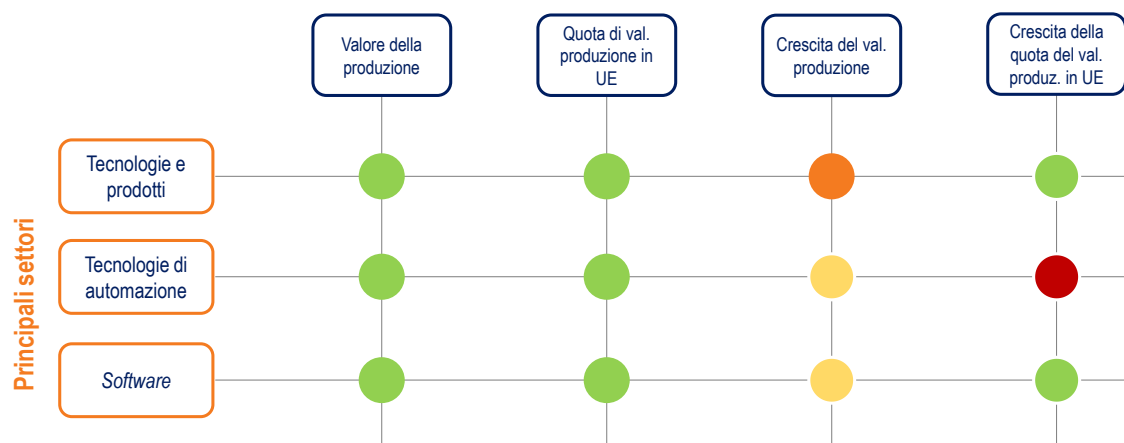 Valore della
produzione
Quota di val.
produzione in
UE
Crescita del val.
produzione
Crescita della
quota del val.
produz. in UE
Principali settori
Tecnologie e
prodotti
Tecnologie di
automazione
Software